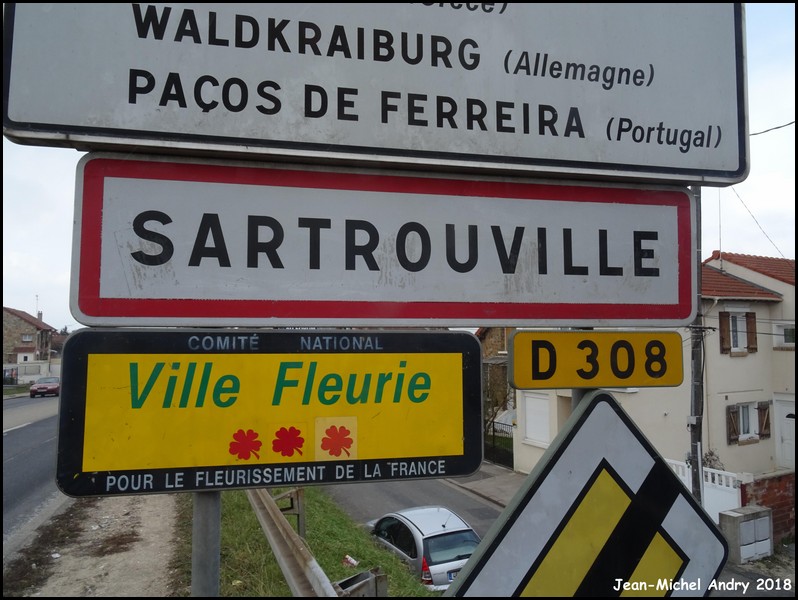 WALDKRAIBURG (Allemagne)
PAÇOS DE FERREIRA (Portugal)
SARTROUVILLE
COMITÉ NATIONAL
Ville Fleurie
POUR LE FLEURISSEMENT DE LA FRANCE
D 308
Jean-Michel Andry 2018